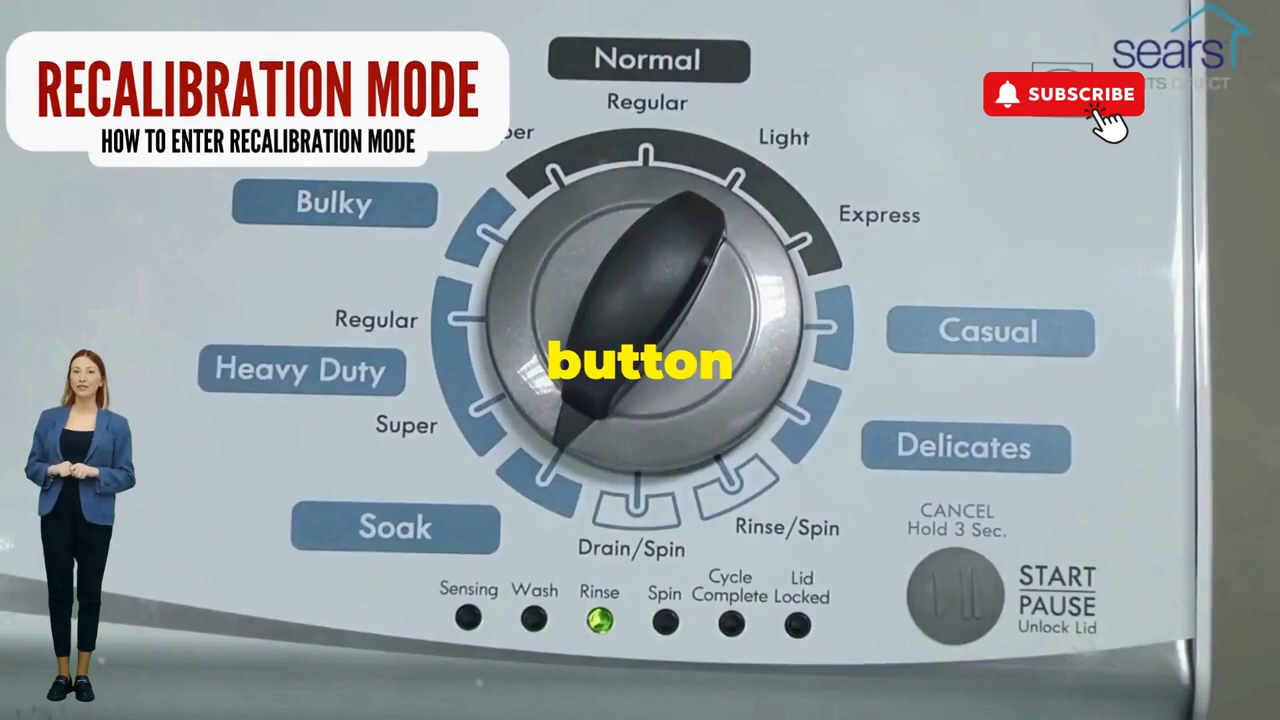 RECALIBRATION MODE
HOW TO ENTER RECALIBRATION MODE
sears
SUBSCRIBE
Normal
Regular
Light
Express
Bulky
Regular
Heavy Duty
Super
Casual
button
Delicates
Soak
Drain/Spin
Rinse/Spin
CANCEL
Hold 3 Sec.
Sensing
Wash
Rinse
Spin
Cycle
Complete
Lid
Locked
START
PAUSE
Unlock Lid